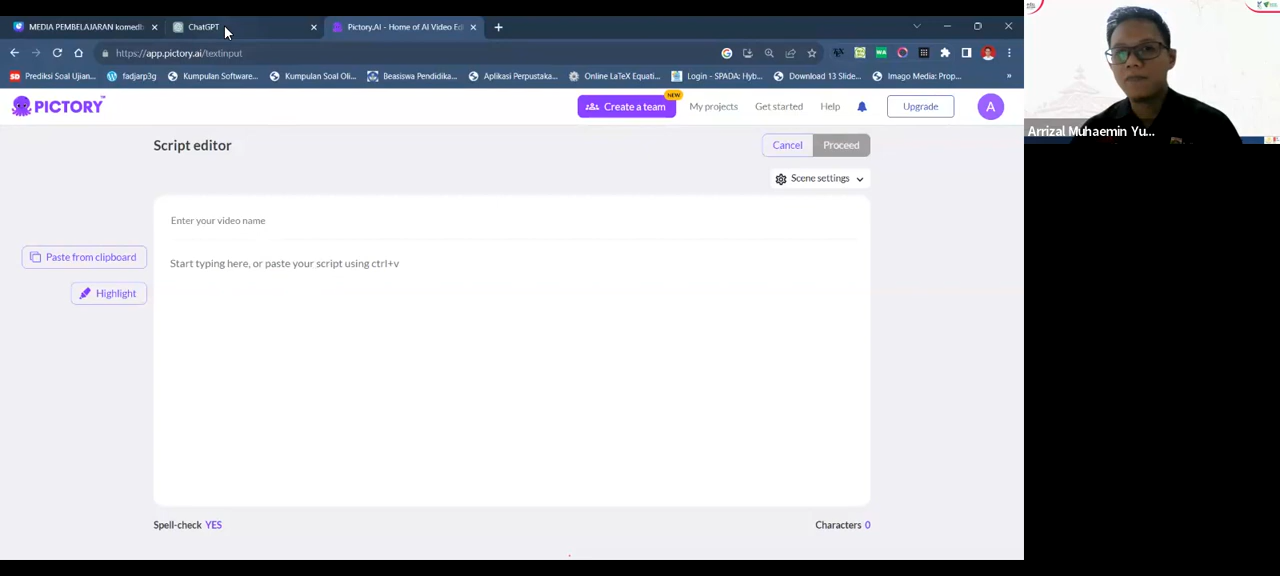 MEDIA PEMBELAJARAN komedi
ChatGPT
Pictory.AI - Home of AI Video Edi
https://app.pictory.ai/textinput
Prediksi Soal Ujian...
fadjarp3g
Kumpulan Software...
Kumpulan Soal Oli...
Beasiswa Pendidika...
Aplikasi Perpustaka...
Online LaTeX Equati...
Login - SPADA: Hyb...
Download 13 Slide...
Imago Media: Prop...
»
PICTORY
Create a team
NEW
My projects
Get started
Help
Upgrade
A
Script editor
Cancel
Proceed
Scene settings
Enter your video name
Paste from clipboard
Start typing here, or paste your script using ctrl+v
Highlight
Spell-check YES
Characters 0
Arrizal Muhaemin Yu...